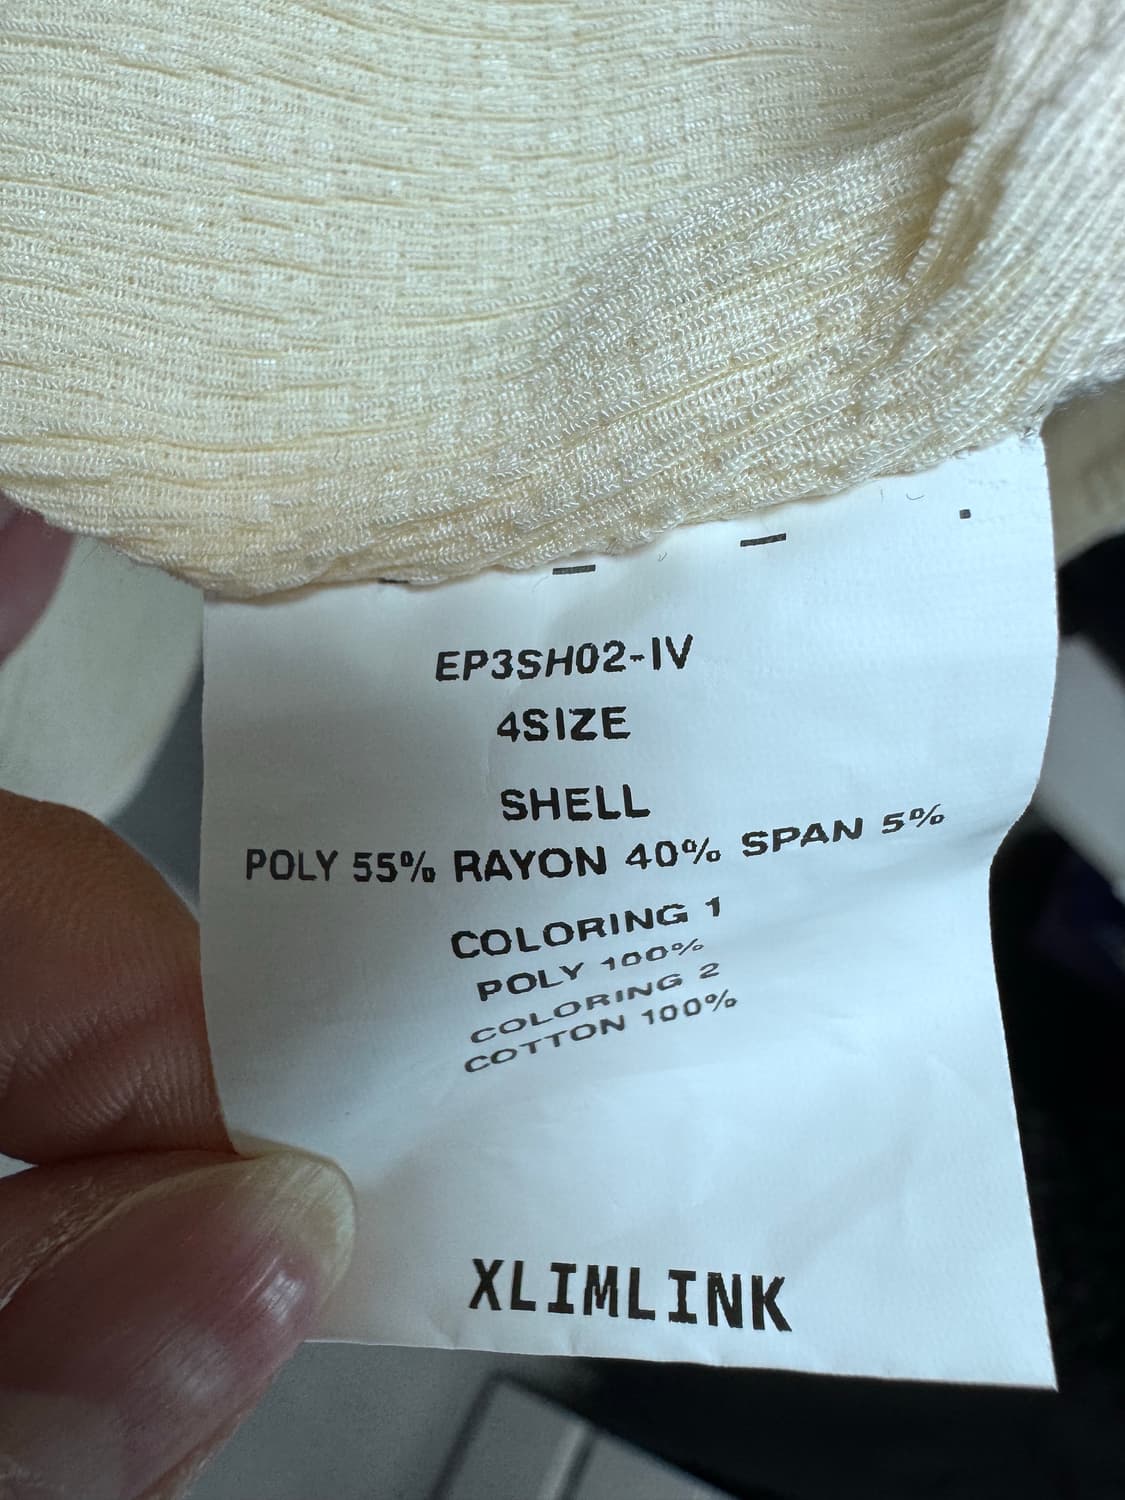 EP3SH02-IV
4SIZE
SHELL
POLY 55% RAYON 40% SPAN 5%
COLORING 1
POLY 100%
COLORING 2
COTTON 100%
XLIMLINK